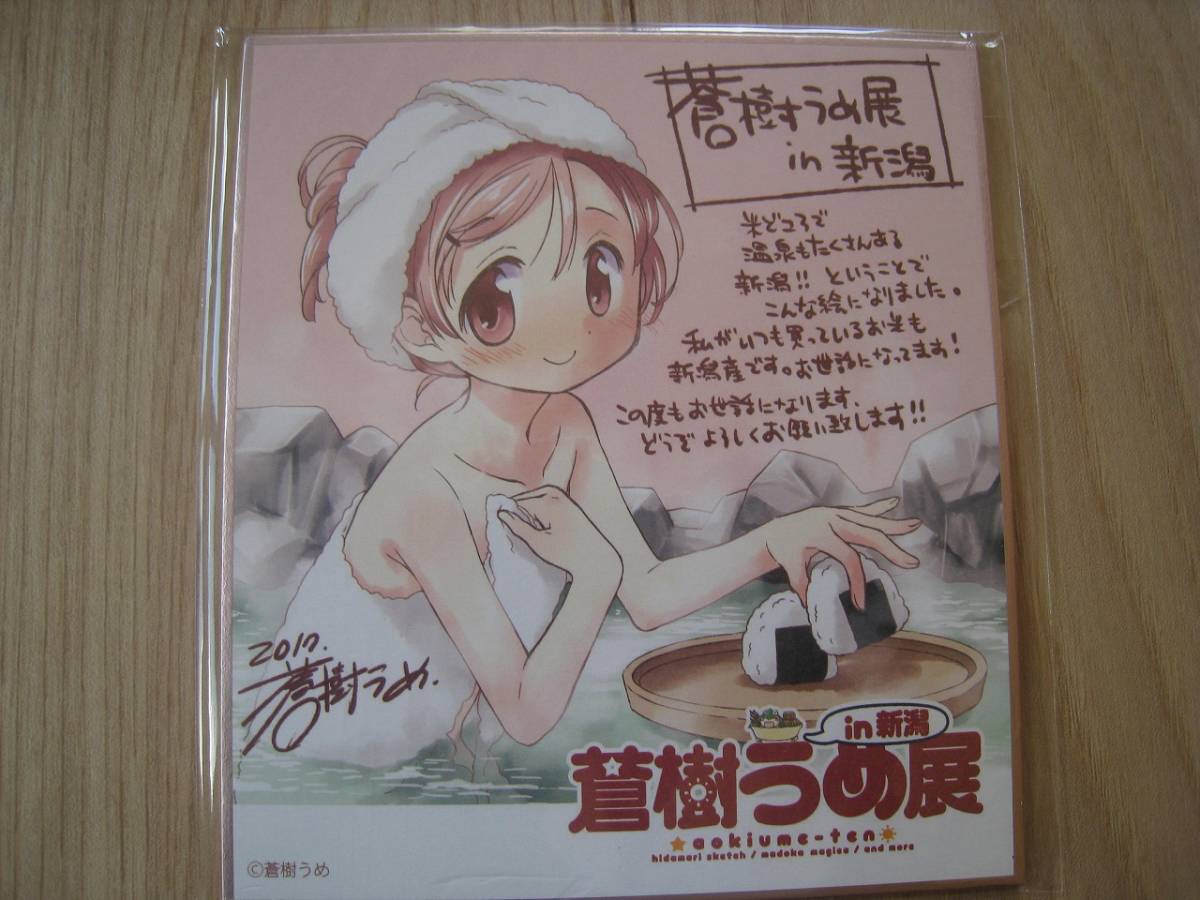 蒼樹うめ展
in 新潟
米どころで
温泉もたくさんある
新潟!! ということで
こんな絵になりました。
私がいつも買っているお米も
新潟産です。お世話になってます!
この度もお世話になります、
どうぞ よろしくお願い致します!!
2017.
蒼樹うめ.
in 新潟
蒼樹うめ展
aokiume-ten
hidamari sketch / madoka magica / and more
©蒼樹うめ